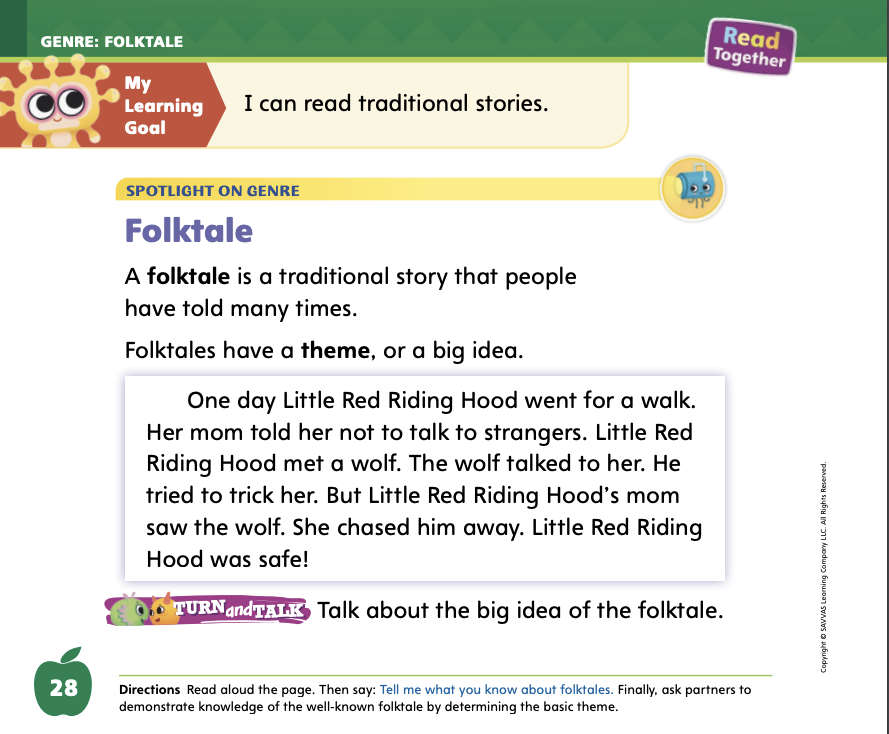 GENRE: FOLKTALE
Read
Together
My
Learning
Goal
I can read traditional stories.
SPOTLIGHT ON GENRE
Folktale
A folktale is a traditional story that people
have told many times.
Folktales have a theme, or a big idea.
One day Little Red Riding Hood went for a walk.
Her mom told her not to talk to strangers. Little Red
Riding Hood met a wolf. The wolf talked to her. He
tried to trick her. But Little Red Riding Hood’s mom
saw the wolf. She chased him away. Little Red Riding
Hood was safe!
TURN and TALK Talk about the big idea of the folktale.
28
Directions Read aloud the page. Then say: Tell me what you know about folktales. Finally, ask partners to
demonstrate knowledge of the well-known folktale by determining the basic theme.
Copyright © SAVVAS Learning Company LLC. All Rights Reserved.